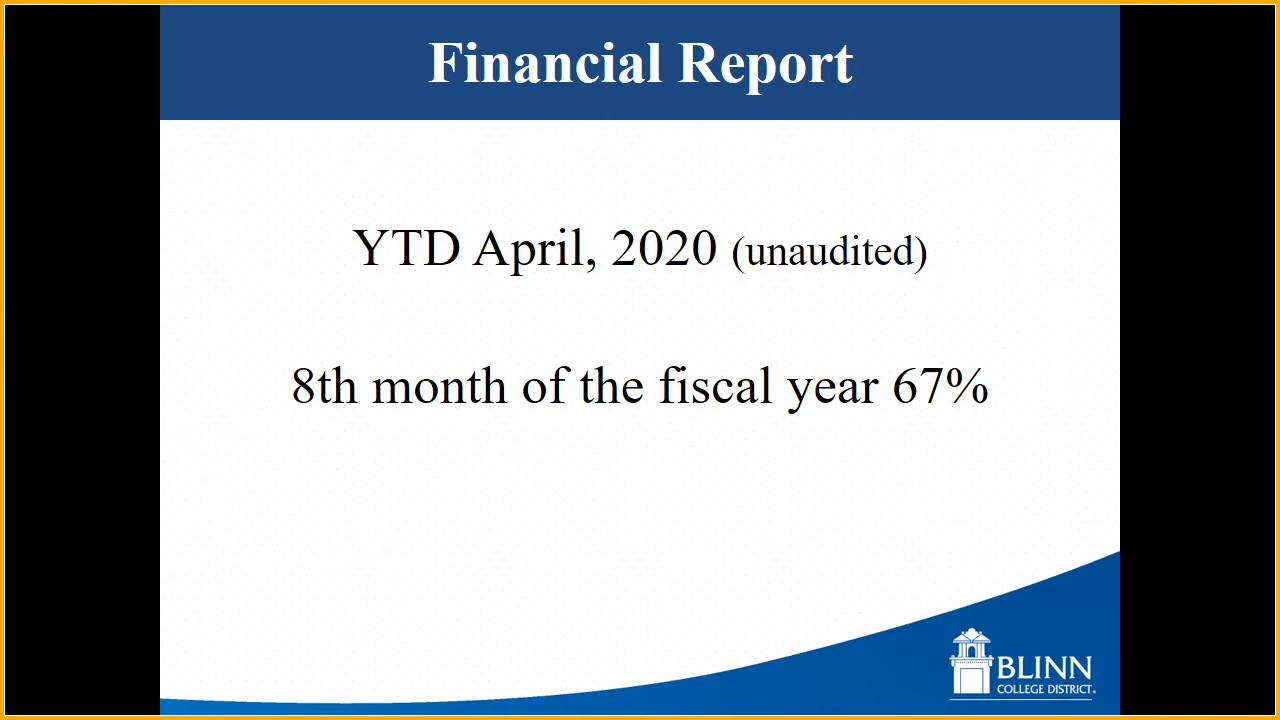 Financial Report
YTD April, 2020 (unaudited)
8th month of the fiscal year 67%
BLINN
COLLEGE DISTRICT.